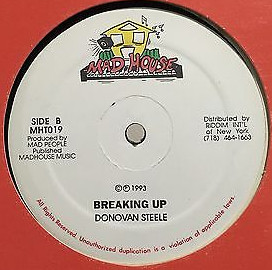 MAD HOUSE
SIDE B
MHT019
Produced by
MAD PEOPLE
Published
MADHOUSE MUSIC
Distributed by
RIDDIM INT'L
of New York
(718) 464-1663
©℗1993
BREAKING UP
DONOVAN STEELE
All Rights Reserved. Unauthorized duplication is a violation of applicable laws.